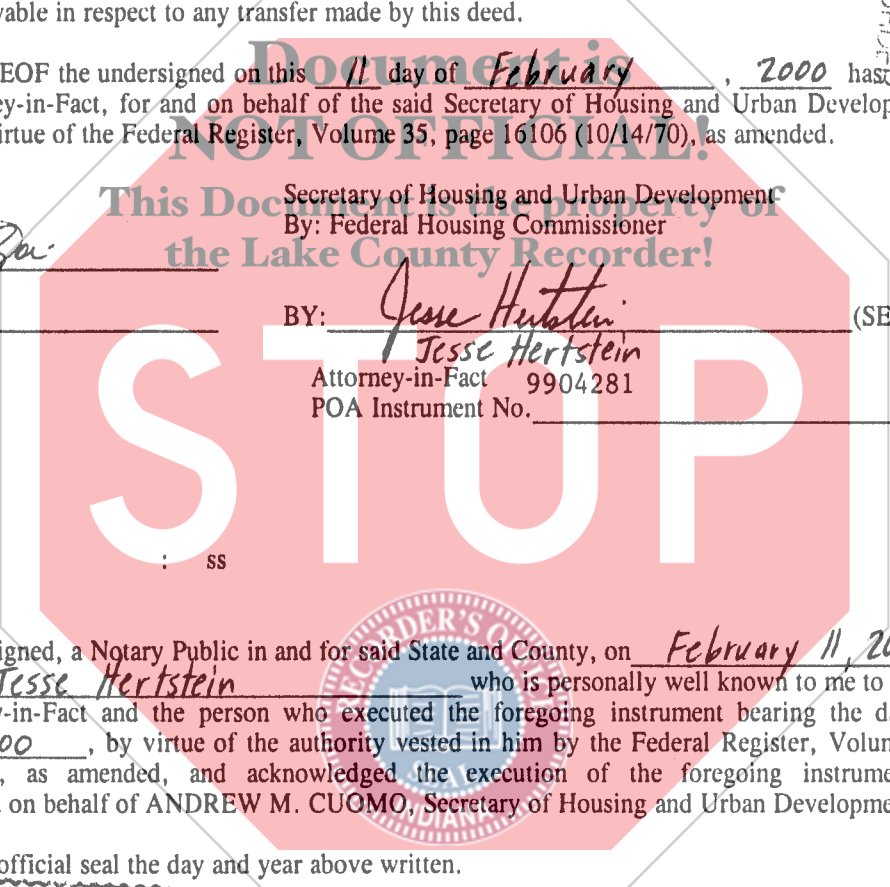 yable in respect to any transfer made by this deed.
EOF the undersigned on this 11 day of February, 2000 has
ey-in-Fact, for and on behalf of the said Secretary of Housing and Urban Develop
irtue of the Federal Register, Volume 35, page 16106 (10/14/70), as amended.
Document is
NOT OFFICIAL!
This Document is the property of
the Lake County Recorder!
Secretary of Housing and Urban Development
By: Federal Housing Commissioner
BY: Jesse Hertstein (SE
Jesse Hertstein
Attorney-in-Fact 9904281
POA Instrument No.
STOP
: ss
igned, a Notary Public in and for said State and County, on February 11, 20
Jesse Hertstein who is personally well known to me to
y-in-Fact and the person who executed the foregoing instrument bearing the d
00, by virtue of the authority vested in him by the Federal Register, Volum
, as amended, and acknowledged the execution of the foregoing instrume
on behalf of ANDREW M. CUOMO, Secretary of Housing and Urban Developme
RECORDER'S OFFICE
SEAL
INDIANA
official seal the day and year above written.